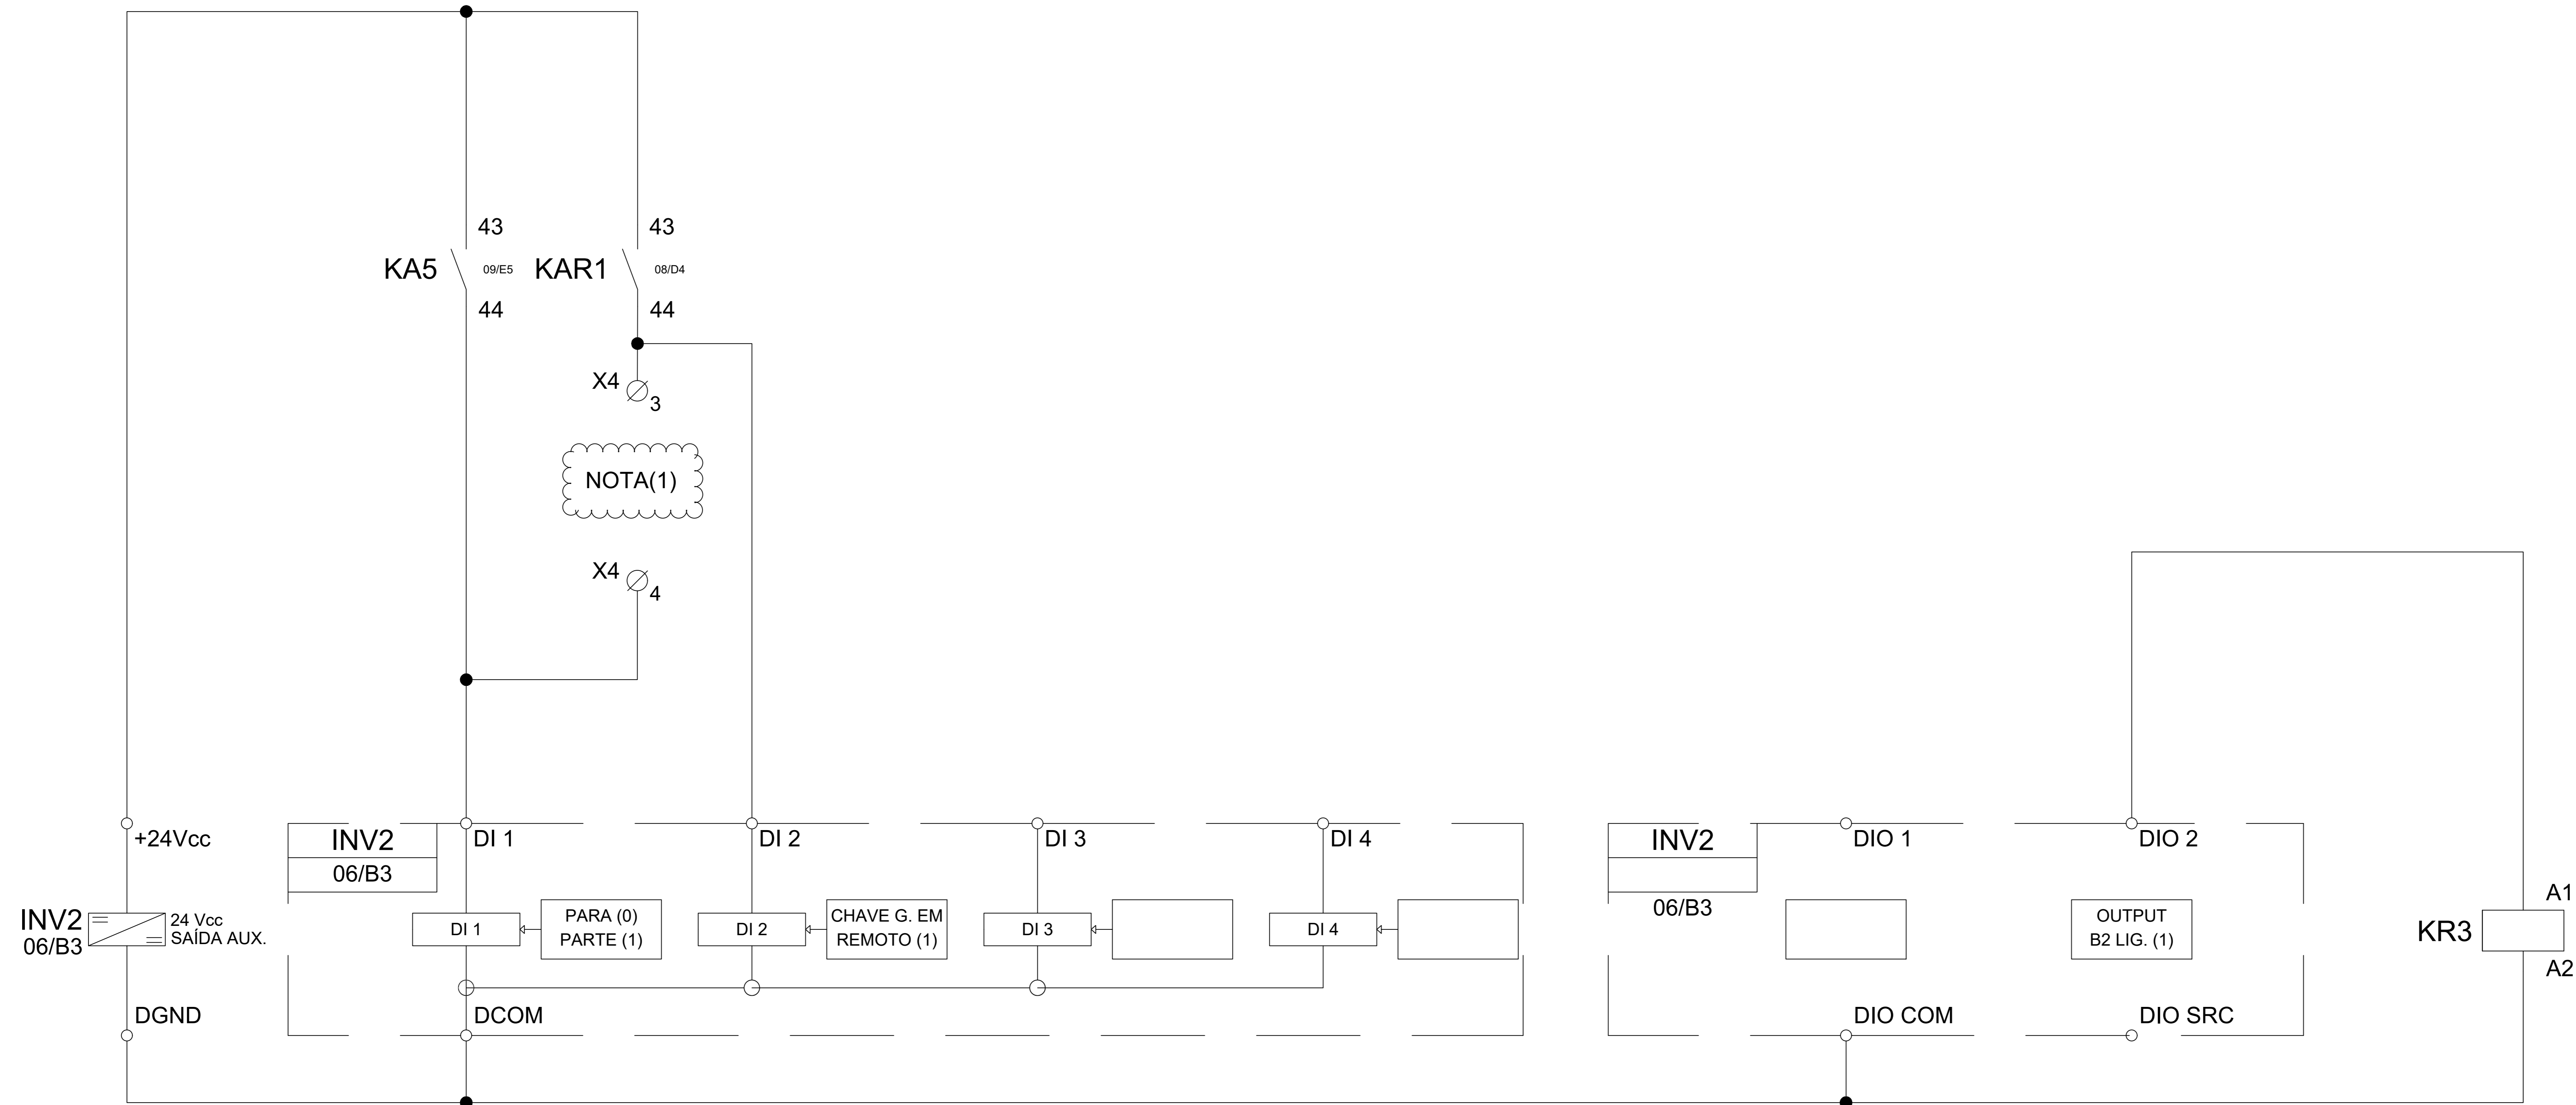 43
43
KA5
09/E5
KAR1
08/D4
44
44
X4
3
NOTA(1)
X4
4
+24Vcc
INV2
06/B3
DI 1
DI 2
DI 3
DI 4
INV2
06/B3
DIO 1
DIO 2
INV2
06/B3
24 Vcc
SAÍDA AUX.
DI 1
PARA (0)
PARTE (1)
DI 2
CHAVE G. EM
REMOTO (1)
DI 3
DI 4
OUTPUT
B2 LIG. (1)
KR3
A1
A2
DGND
DCOM
DIO COM
DIO SRC